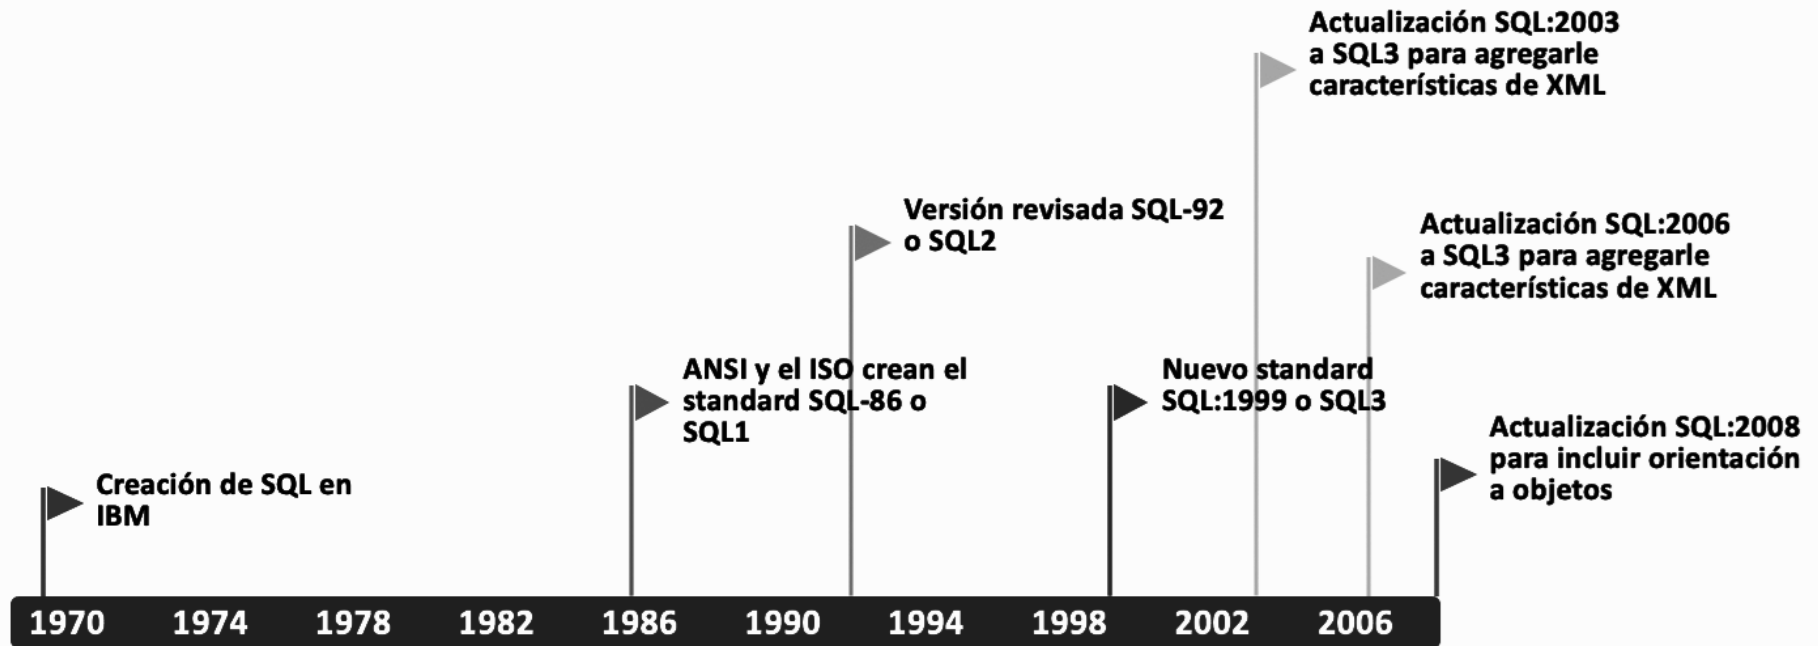 Actualización SQL:2003
a SQL3 para agregarle
características de XML
Versión revisada SQL-92
o SQL2
Actualización SQL:2006
a SQL3 para agregarle
características de XML
ANSI y el ISO crean el
standard SQL-86 o
SQL1
Nuevo standard
SQL:1999 o SQL3
Actualización SQL:2008
para incluir orientación
a objetos
Creación de SQL en
IBM
1970 1974 1978 1982 1986 1990 1994 1998 2002 2006